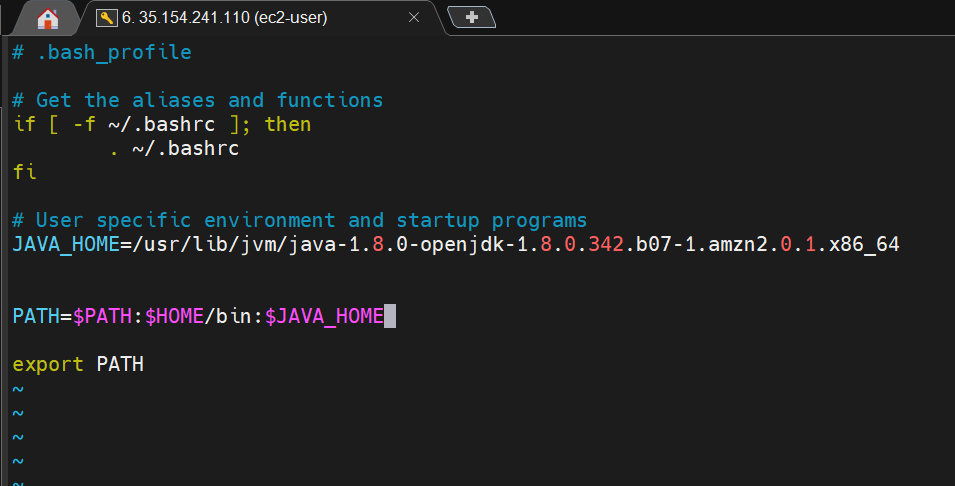 6. 35.154.241.110 (ec2-user)
# .bash_profile
# Get the aliases and functions
if [ -f ~/.bashrc ]; then
        . ~/.bashrc
fi
# User specific environment and startup programs
JAVA_HOME=/usr/lib/jvm/java-1.8.0-openjdk-1.8.0.342.b07-1.amzn2.0.1.x86_64
PATH=$PATH:$HOME/bin:$JAVA_HOME
export PATH
~
~
~
~
~